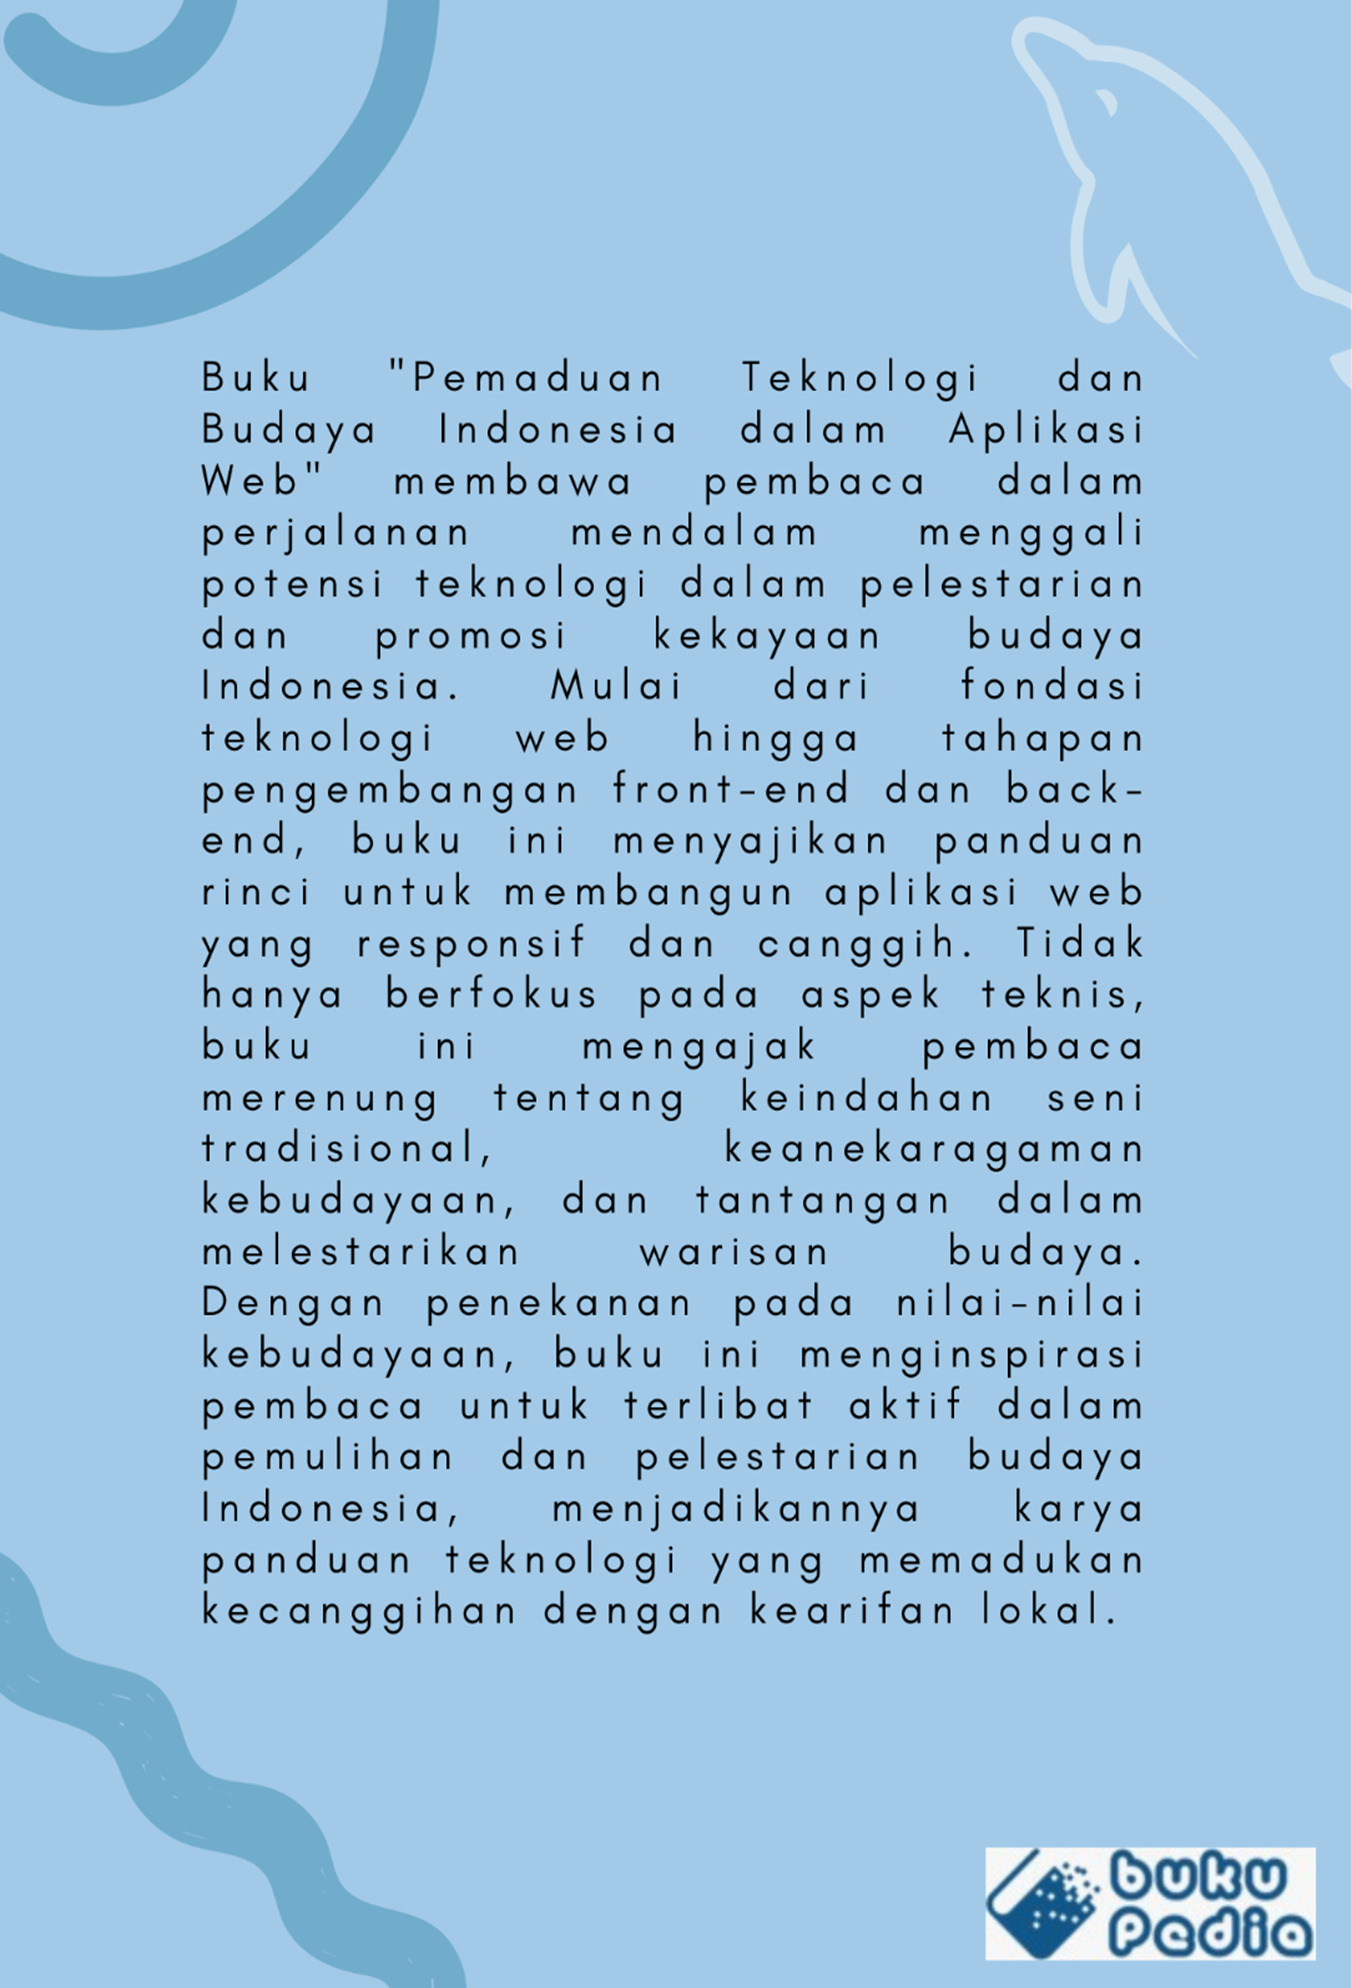 Buku "Pemaduan Teknologi dan
Budaya Indonesia dalam Aplikasi
Web" membawa pembaca dalam
perjalanan mendalam menggali
potensi teknologi dalam pelestarian
dan promosi kekayaan budaya
Indonesia. Mulai dari fondasi
teknologi web hingga tahapan
pengembangan front-end dan back-
end, buku ini menyajikan panduan
rinci untuk membangun aplikasi web
yang responsif dan canggih. Tidak
hanya berfokus pada aspek teknis,
buku ini mengajak pembaca
merenung tentang keindahan seni
tradisional, keanekaragaman
kebudayaan, dan tantangan dalam
melestarikan warisan budaya.
Dengan penekanan pada nilai-nilai
kebudayaan, buku ini menginspirasi
pembaca untuk terlibat aktif dalam
pemulihan dan pelestarian budaya
Indonesia, menjadikannya karya
panduan teknologi yang memadukan
kecanggihan dengan kearifan lokal.
buku
Pedia